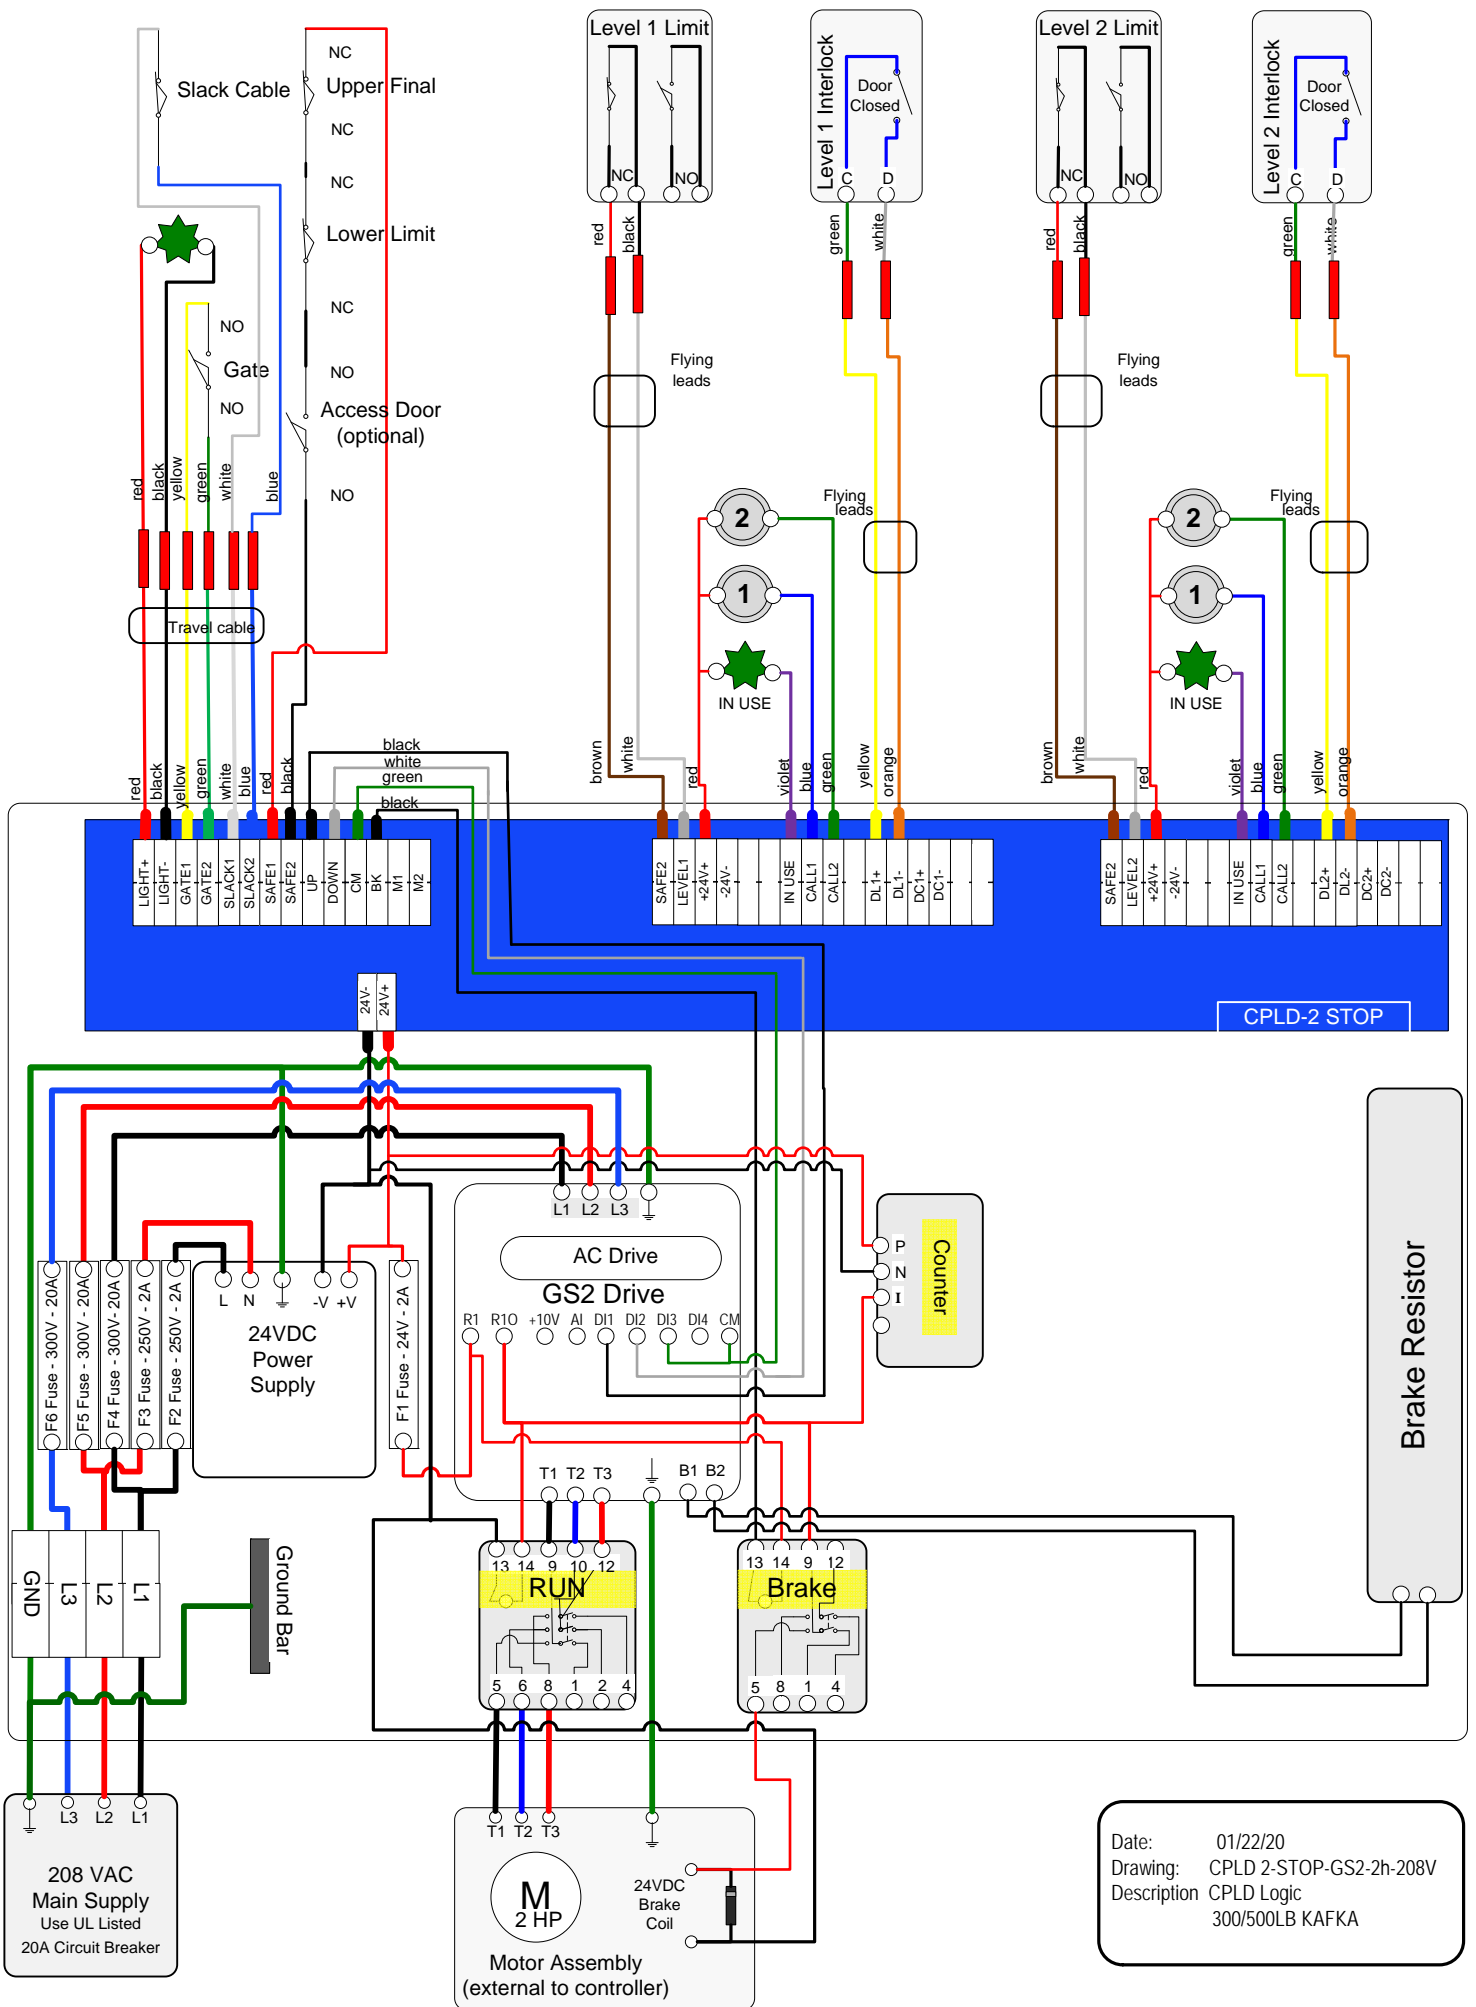 NC
Slack Cable
Upper Final
NC
NC
Lower Limit
NC
NO
Gate
NO
NO
Access Door
(optional)
NO
red
black
yellow
green
white
blue
Travel cable
Level 1 Limit
NC
NO
red
black
Flying
leads
Level 1 Interlock
Door
Closed
C
D
green
white
Flying
leads
2
1
IN USE
Level 2 Limit
NC
NO
red
black
Flying
leads
Level 2 Interlock
Door
Closed
C
D
green
white
Flying
leads
2
1
IN USE
red
black
yellow
green
white
blue
red
black
black
white
green
black
brown
white
red
violet
blue
green
yellow
orange
brown
white
red
violet
blue
green
yellow
orange
LIGHT+
LIGHT-
GATE1
GATE2
SLACK1
SLACK2
SAFE1
SAFE2
UP
DOWN
CM
BK
M1
M2
SAFE2
LEVEL1
+24V+
-24V-
IN USE
CALL1
CALL2
DL1+
DL1-
DC1+
DC1-
SAFE2
LEVEL2
+24V+
-24V-
IN USE
CALL1
CALL2
DL2+
DL2-
DC2+
DC2-
24V-
24V+
CPLD-2 STOP
F6 Fuse - 300V - 20A
F5 Fuse - 300V - 20A
F4 Fuse - 300V - 20A
F3 Fuse - 250V - 2A
F2 Fuse - 250V - 2A
L N -V +V
24VDC
Power
Supply
F1 Fuse - 24V - 2A
L1 L2 L3
AC Drive
GS2 Drive
R1 R1O +10V AI DI1 DI2 DI3 DI4 CM
T1 T2 T3
B1 B2
P
N
I
Counter
Brake Resistor
GND
L3
L2
L1
Ground Bar
13 14 9 10 12
RUN
5 6 8 1 2 4
13 14 9 12
Brake
5 8 1 4
L3 L2 L1
208 VAC
Main Supply
Use UL Listed
20A Circuit Breaker
T1 T2 T3
M
2 HP
24VDC
Brake
Coil
Motor Assembly
(external to controller)
Date: 01/22/20
Drawing: CPLD 2-STOP-GS2-2h-208V
Description CPLD Logic
300/500LB KAFKA